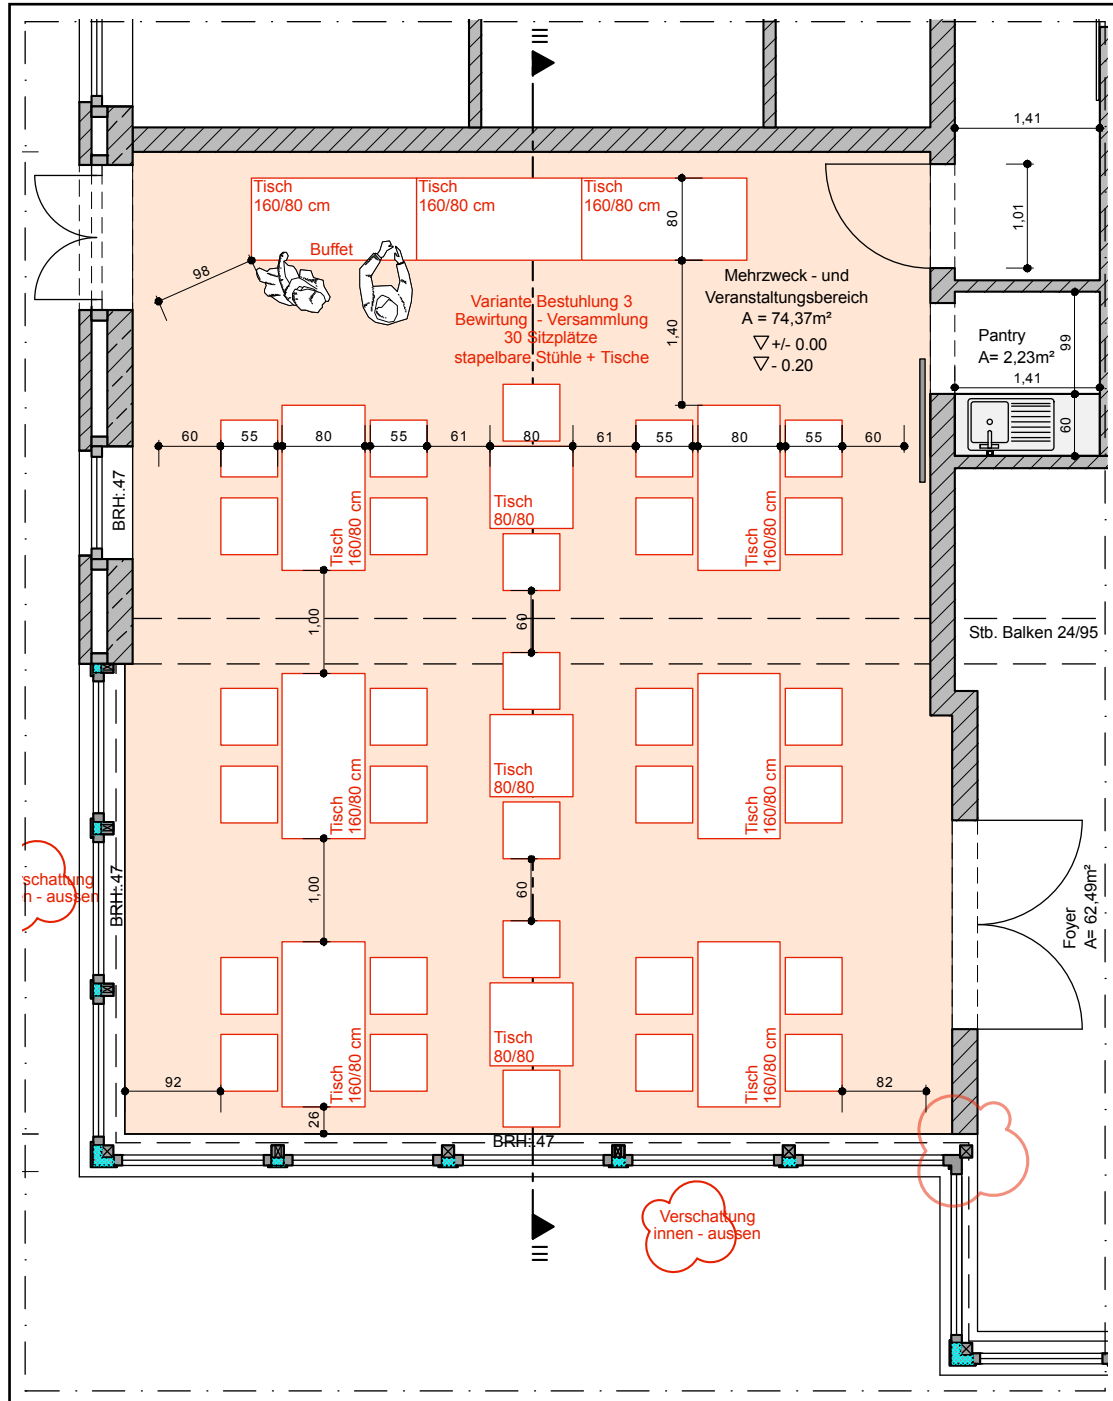 III
1,41
Tisch
160/80 cm
Tisch
160/80 cm
Tisch
160/80 cm
80
1,01
Buffet
98
Mehrzweck - und
Veranstaltungsbereich
A = 74,37m²
+/- 0.00
- 0.20
Variante Bestuhlung 3
Bewirtung - Versammlung
30 Sitzplätze
stapelbare Stühle + Tische
1,40
Pantry
A= 2,23m²
99
1,41
60
60
55
80
55
61
80
61
55
80
55
60
BRH:.47
Tisch
160/80 cm
Tisch
80/80
Tisch
160/80 cm
1,00
60
Stb. Balken 24/95
Tisch
160/80 cm
Tisch
80/80
Tisch
160/80 cm
schattung
n - aussen
BRH:.47
1,00
60
Foyer
A= 62,49m²
Tisch
160/80 cm
Tisch
80/80
Tisch
160/80 cm
92
82
26
BRH:.47
Verschattung
innen - aussen
III